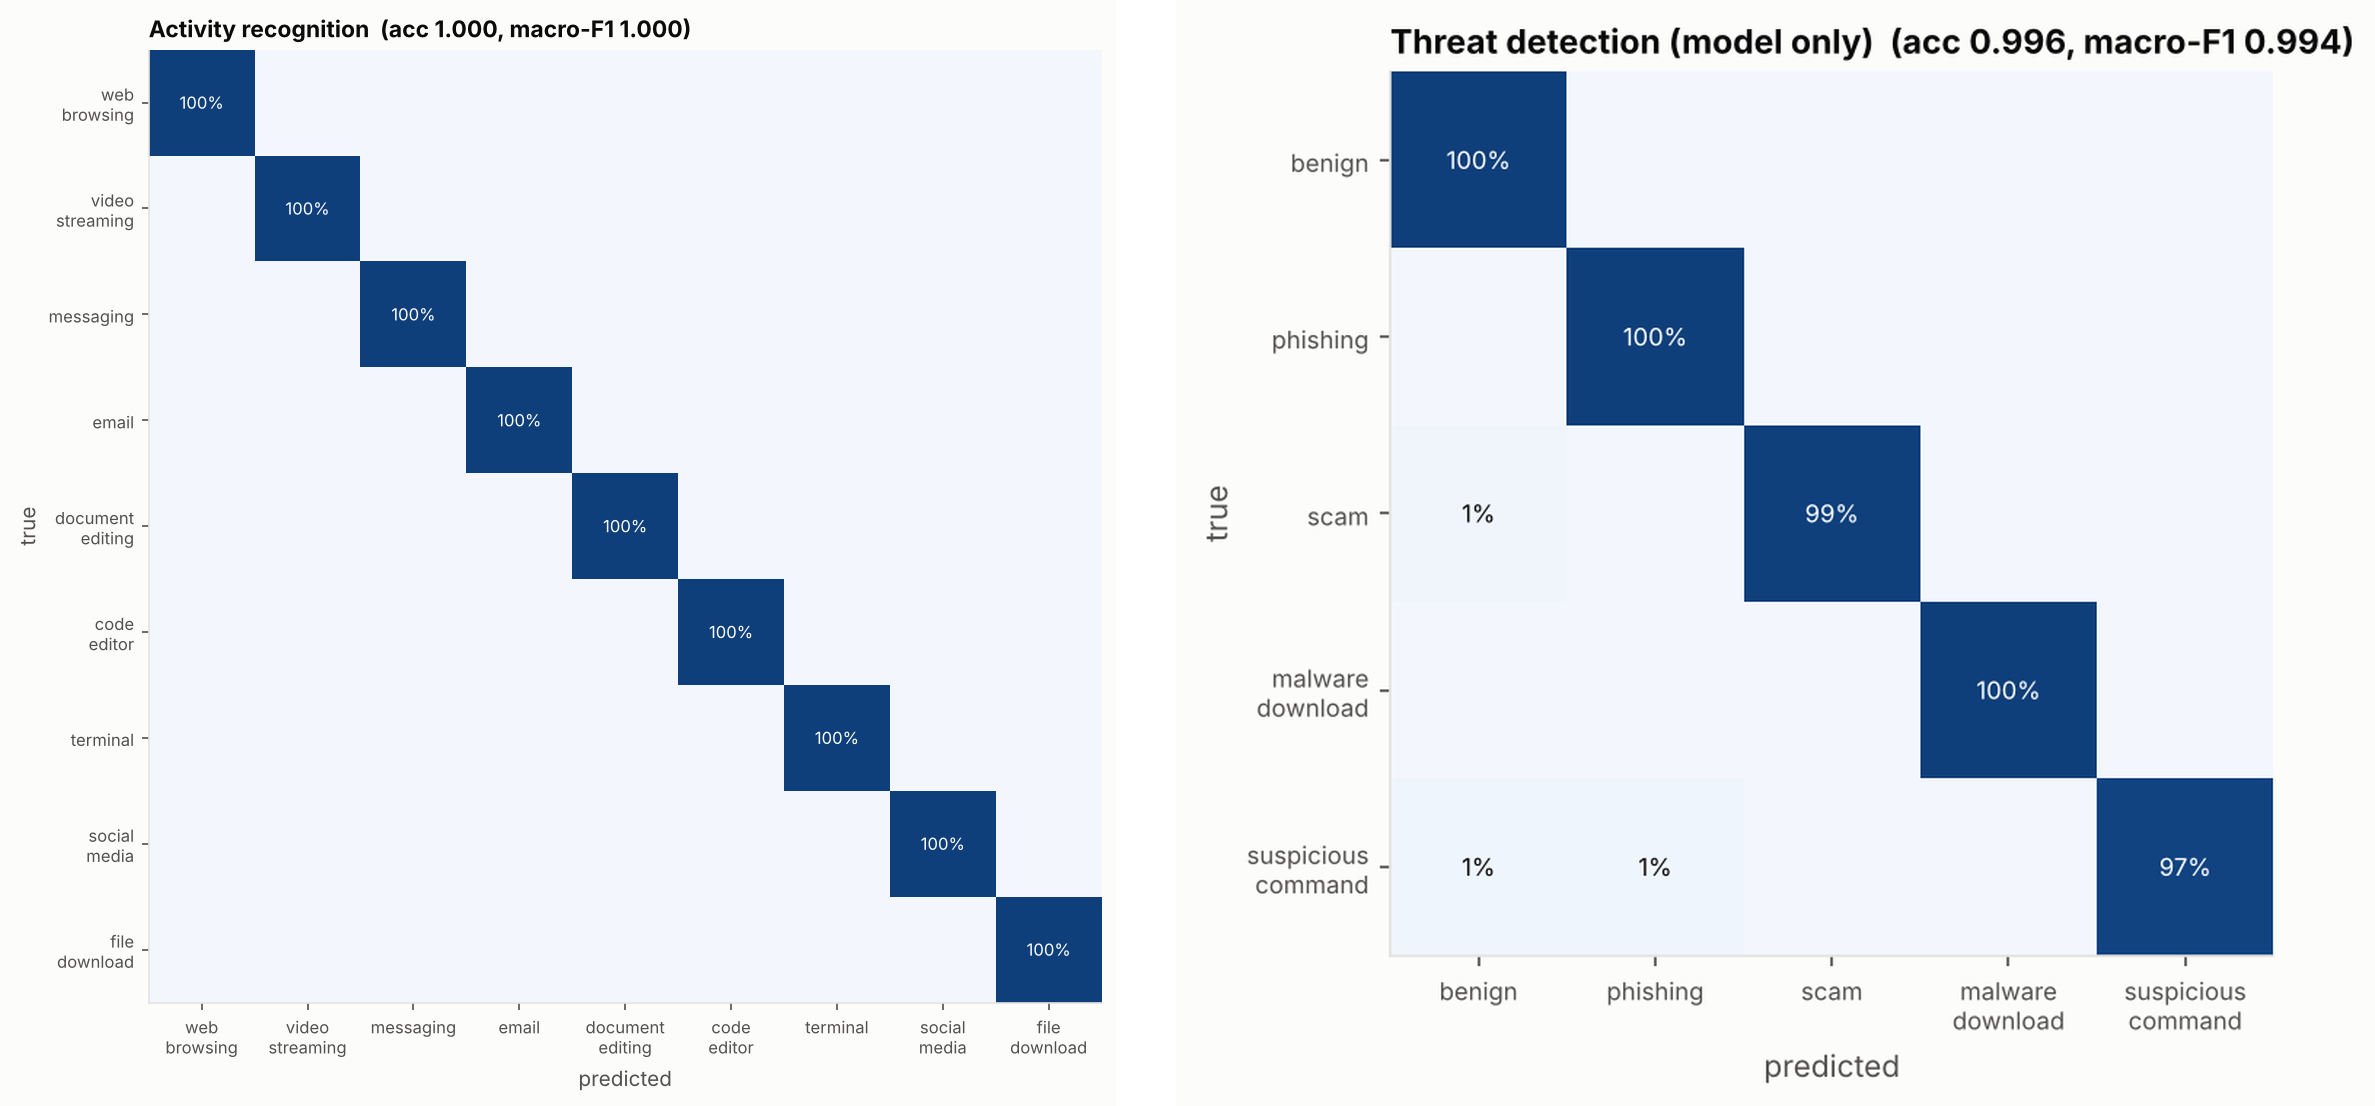 Activity recognition (acc 1.000, macro-F1 1.000)
web
browsing
100%
video
streaming
100%
messaging
100%
email
100%
true
document
editing
100%
code
editor
100%
terminal
100%
social
media
100%
file
download
100%
web
browsing
video
streaming
messaging
email
document
editing
code
editor
terminal
social
media
file
download
predicted
Threat detection (model only) (acc 0.996, macro-F1 0.994)
benign
100%
phishing
100%
true
scam
1%
99%
malware
download
100%
suspicious
command
1%
1%
97%
benign
phishing
scam
malware
download
suspicious
command
predicted